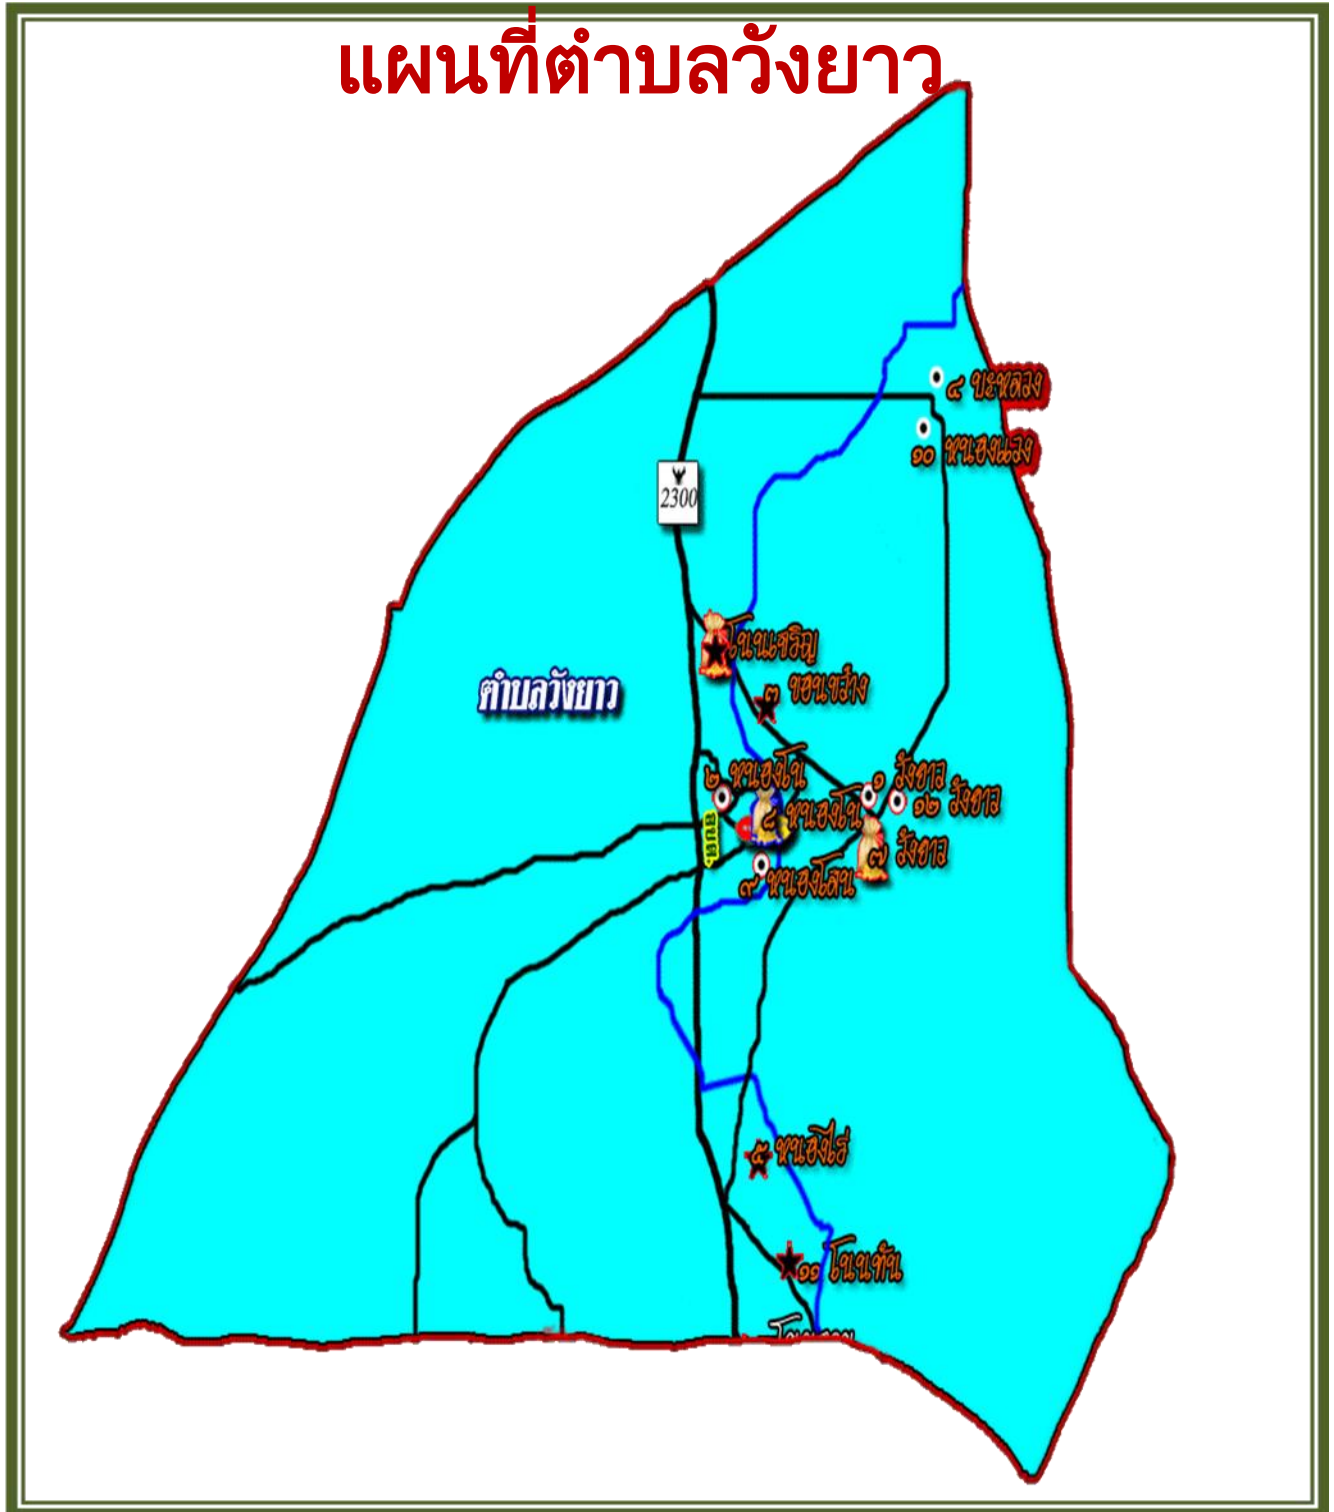 แผนที่ตำบลวังยาว
๔ บะหลวง
๑๐ หนองแวง
2300
โนนเจริญ
๓ ขอนขว้าง
ตำบลวังยาว
๒ หนองโน
๑ วังยาว
๑๒ วังยาว
๘ หนองโน
อบต.
๗ วังยาว
๙ หนองโสน
๕ หนองไร่
๑๑ โนนทัน